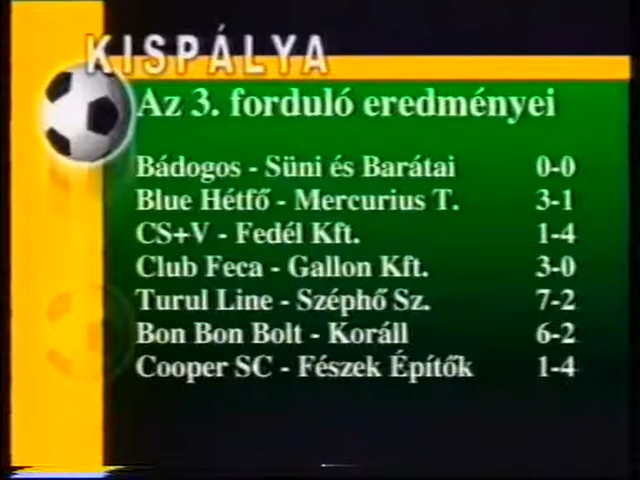 KISPÁLYA
Az 3. forduló eredményei
Bádogos - Süni és Barátai 0-0
Blue Hétfő - Mercurius T. 3-1
CS+V - Fedél Kft. 1-4
Club Feca - Gallon Kft. 3-0
Turul Line - Széphő Sz. 7-2
Bon Bon Bolt - Koráll 6-2
Cooper SC - Fészek Építők 1-4